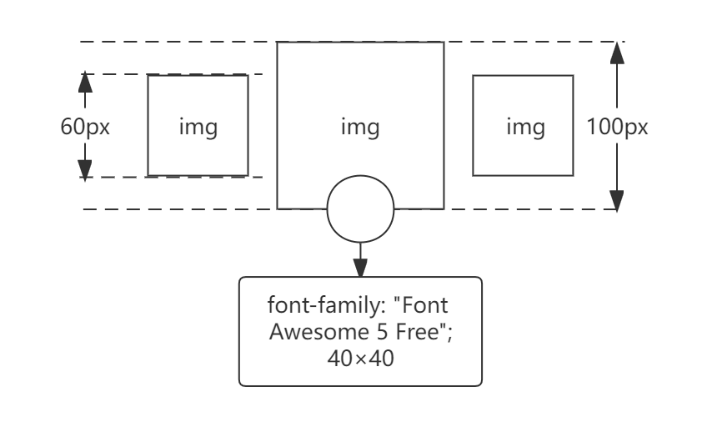 60px
img
img
img
100px
font-family: "Font
Awesome 5 Free";
40×40